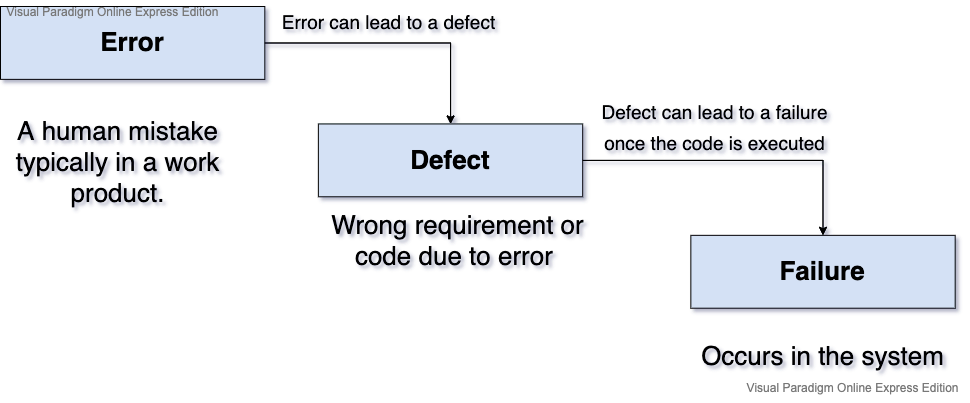 Visual Paradigm Online Express Edition
Error
Error can lead to a defect
A human mistake
typically in a work
product.
Defect
Defect can lead to a failure
once the code is executed
Wrong requirement or
code due to error
Failure
Occurs in the system
Visual Paradigm Online Express Edition